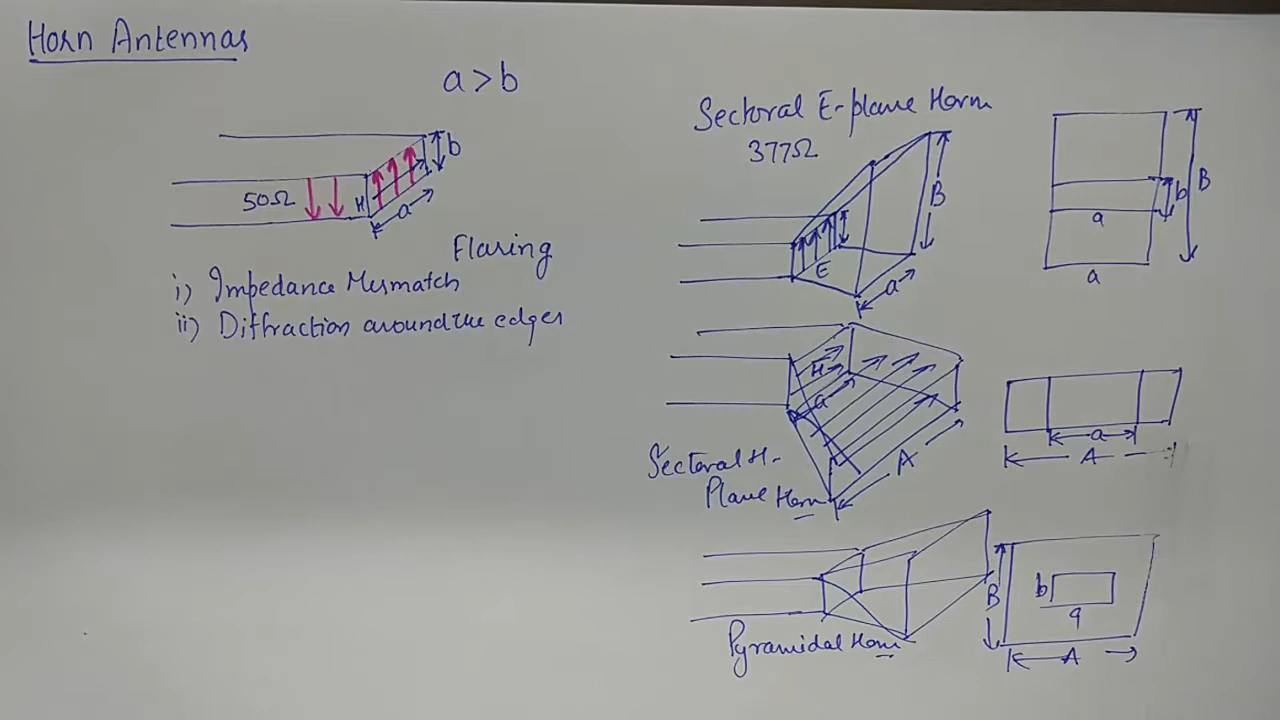 Horn Antennas
a>b
b
50Ω
H
a
Flaring
i) Impedance Mismatch
ii) Diffraction around the edges
Sectoral E-plane Horn
377Ω
B
E
a
b
B
a
a
H
a
A
Sectoral H-
Plane Horn
a
A
B
b
a
A
Pyramidal Horn